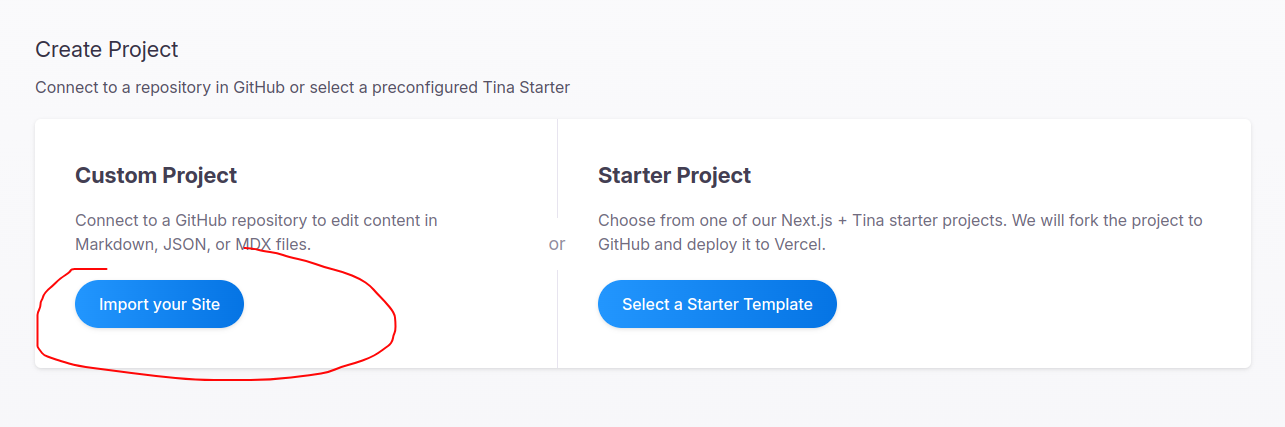 Create Project
Connect to a repository in GitHub or select a preconfigured Tina Starter
Custom Project
Connect to a GitHub repository to edit content in
Markdown, JSON, or MDX files.
Import your Site
or
Starter Project
Choose from one of our Next.js + Tina starter projects. We will fork the project to
GitHub and deploy it to Vercel.
Select a Starter Template